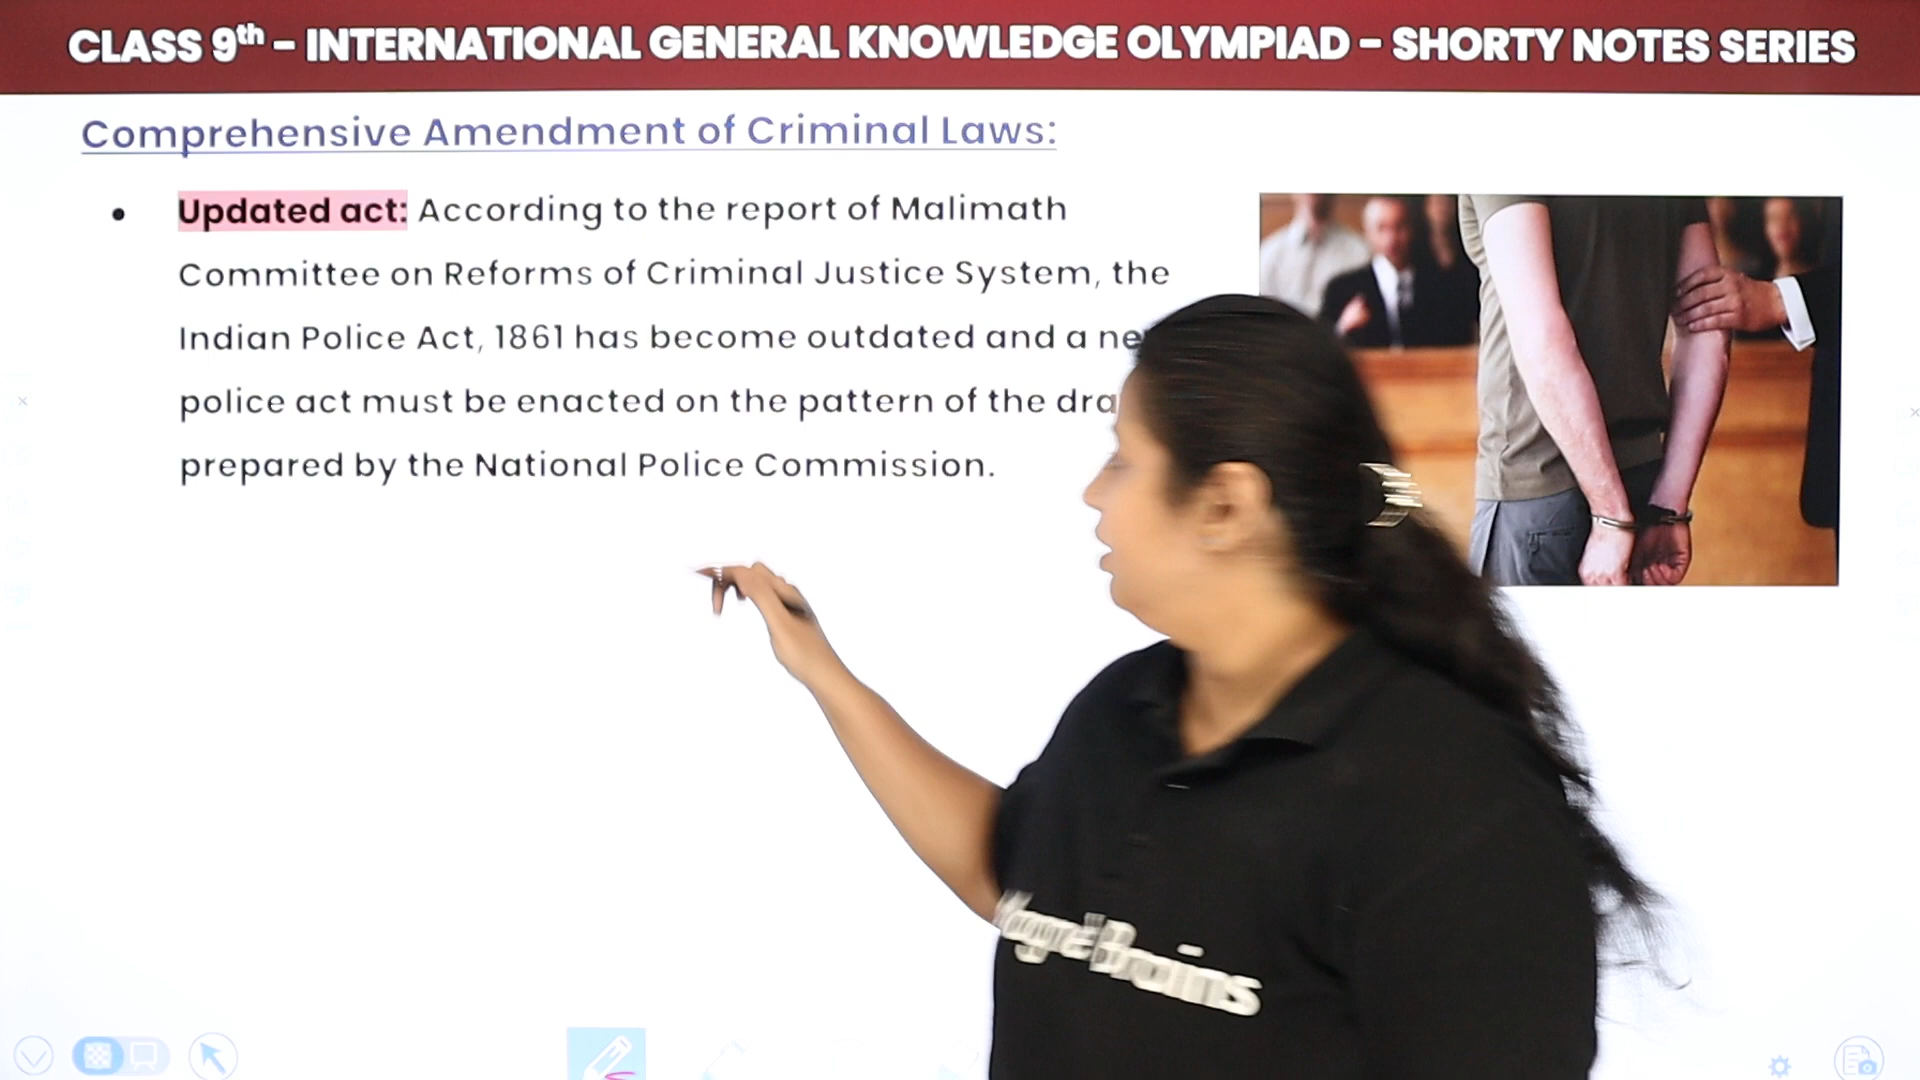 CLASS 9th – INTERNATIONAL GENERAL KNOWLEDGE OLYMPIAD – SHORTY NOTES SERIES
Comprehensive Amendment of Criminal Laws:
• Updated act: According to the report of Malimath
Committee on Reforms of Criminal Justice System, the
Indian Police Act, 1861 has become outdated and a
police act must be enacted on the pattern of the
prepared by the National Police Commission.
Brains